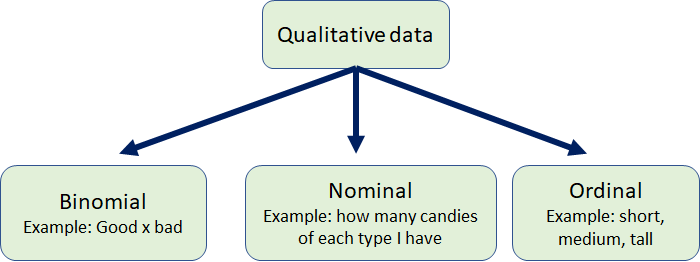 Qualitative data
Binomial
Example: Good x bad
Nominal
Example: how many candies
of each type I have
Ordinal
Example: short,
medium, tall